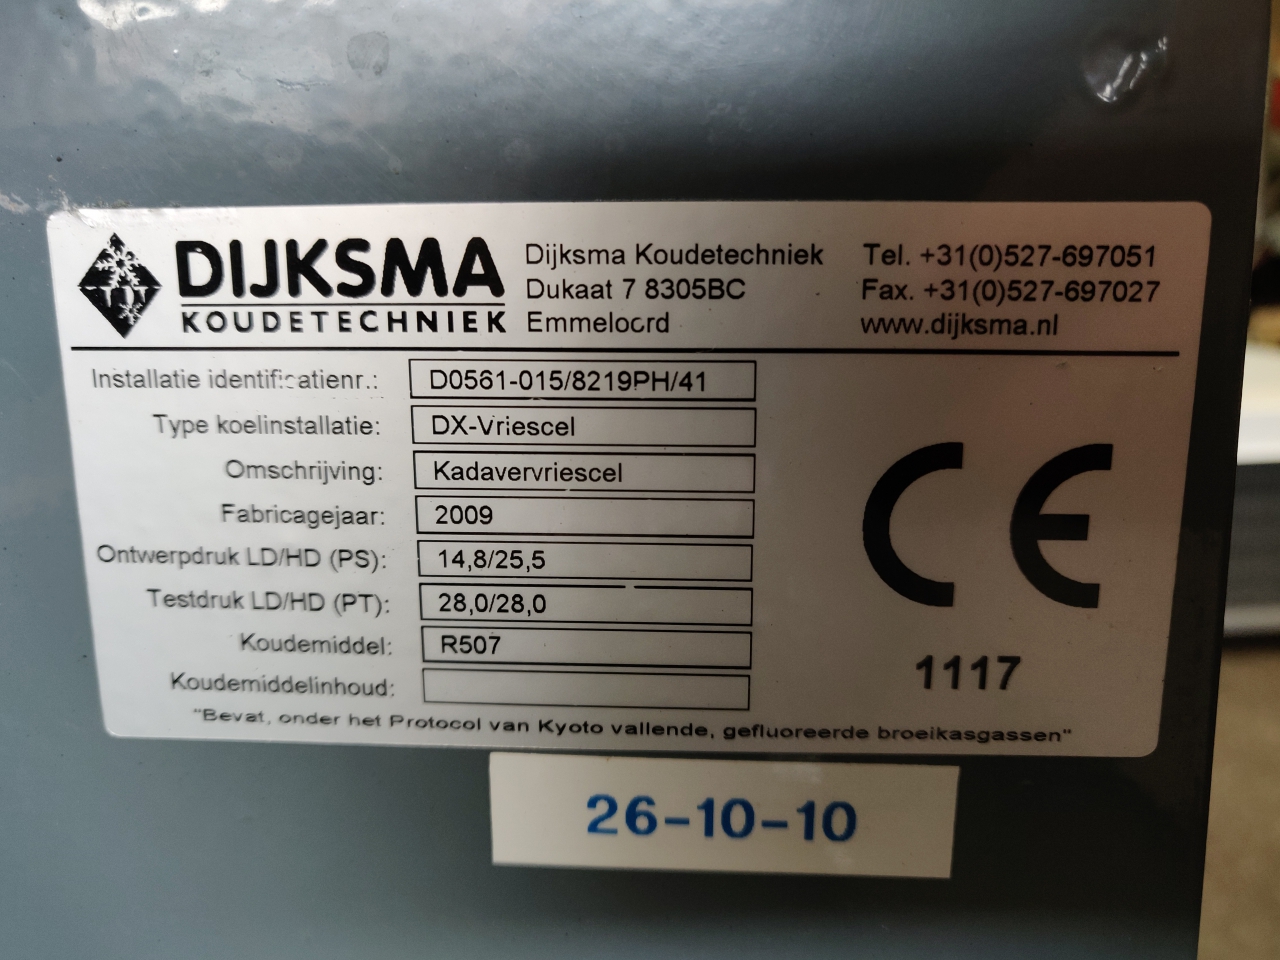 DIJKSMA
KOUDETECHNIEK
Dijksma Koudetechniek
Dukaat 7 8305BC
Emmeloord
Tel. +31(0)527-697051
Fax. +31(0)527-697027
www.dijksma.nl
Installatie identificatienr.: D0561-015/8219PH/41
Type koelinstallatie: DX-Vriescel
Omschrijving: Kadavervriescel
Fabricagejaar: 2009
Ontwerpdruk LD/HD (PS): 14,8/25,5
Testdruk LD/HD (PT): 28,0/28,0
Koudemiddel: R507
Koudemiddelinhoud:
CE
1117
"Bevat, onder het Protocol van Kyoto vallende, gefluoreerde broeikasgassen"
26-10-10